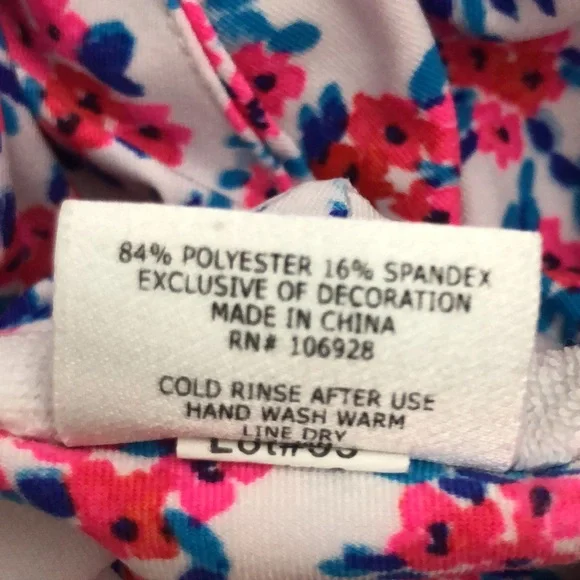 84% POLYESTER 16% SPANDEX
EXCLUSIVE OF DECORATION
MADE IN CHINA
RN# 106928
COLD RINSE AFTER USE
HAND WASH WARM
LINE DRY